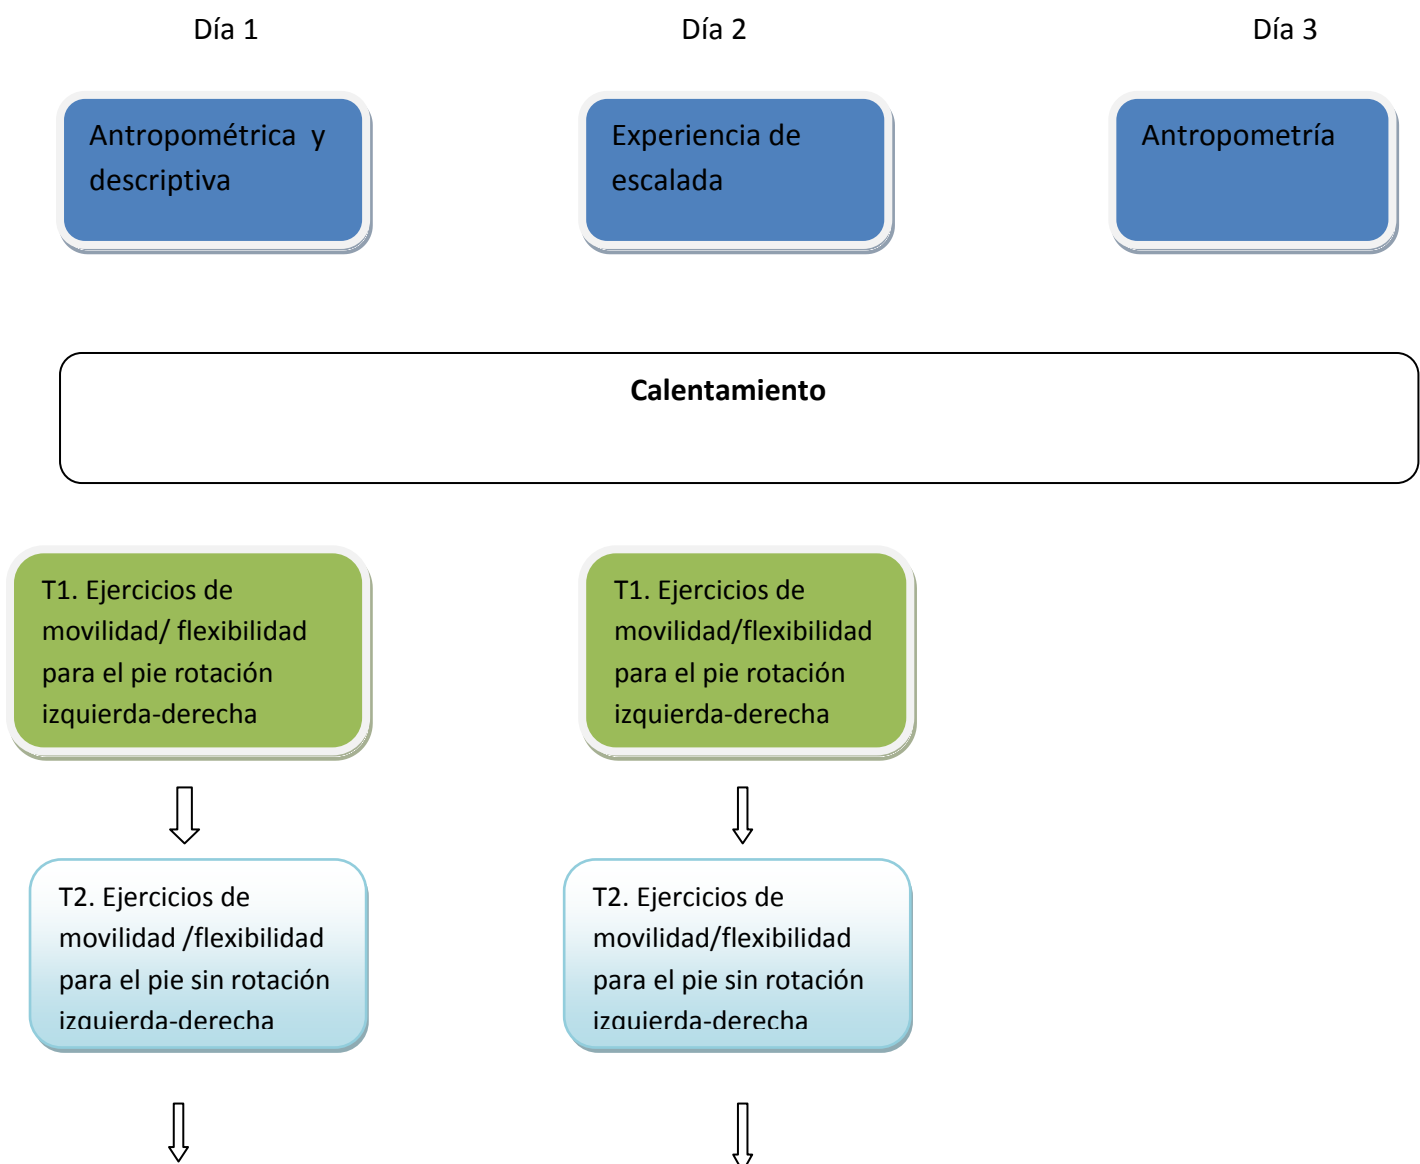 Día 1
Día 2
Día 3
Antropométrica y
descriptiva
Experiencia de
escalada
Antropometría
Calentamiento
T1. Ejercicios de
movilidad/ flexibilidad
para el pie rotación
izquierda-derecha
T1. Ejercicios de
movilidad/flexibilidad
para el pie rotación
izquierda-derecha
T2. Ejercicios de
movilidad /flexibilidad
para el pie sin rotación
izquierda-derecha
T2. Ejercicios de
movilidad/flexibilidad
para el pie sin rotación
izquierda-derecha